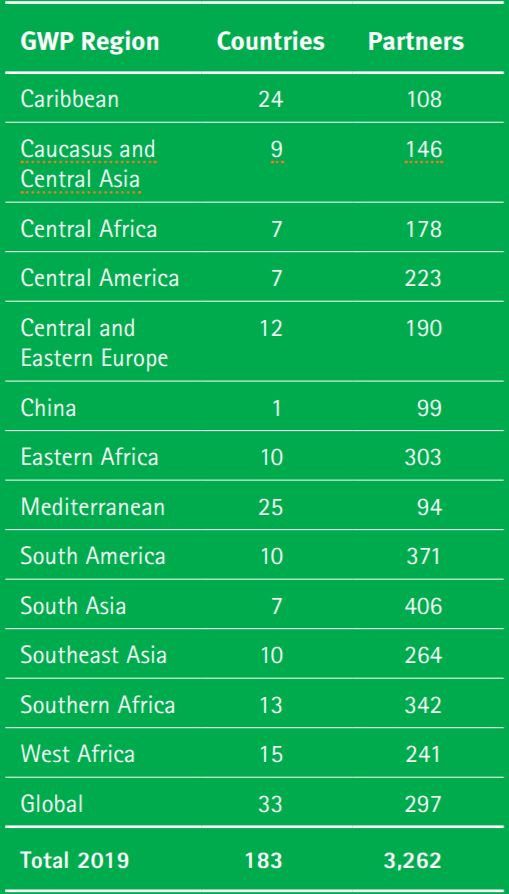 GWP Region Countries Partners
Caribbean 24 108
Caucasus and 9 146
Central Asia
Central Africa 7 178
Central America 7 223
Central and 12 190
Eastern Europe
China 1 99
Eastern Africa 10 303
Mediterranean 25 94
South America 10 371
South Asia 7 406
Southeast Asia 10 264
Southern Africa 13 342
West Africa 15 241
Global 33 297
Total 2019 183 3,262